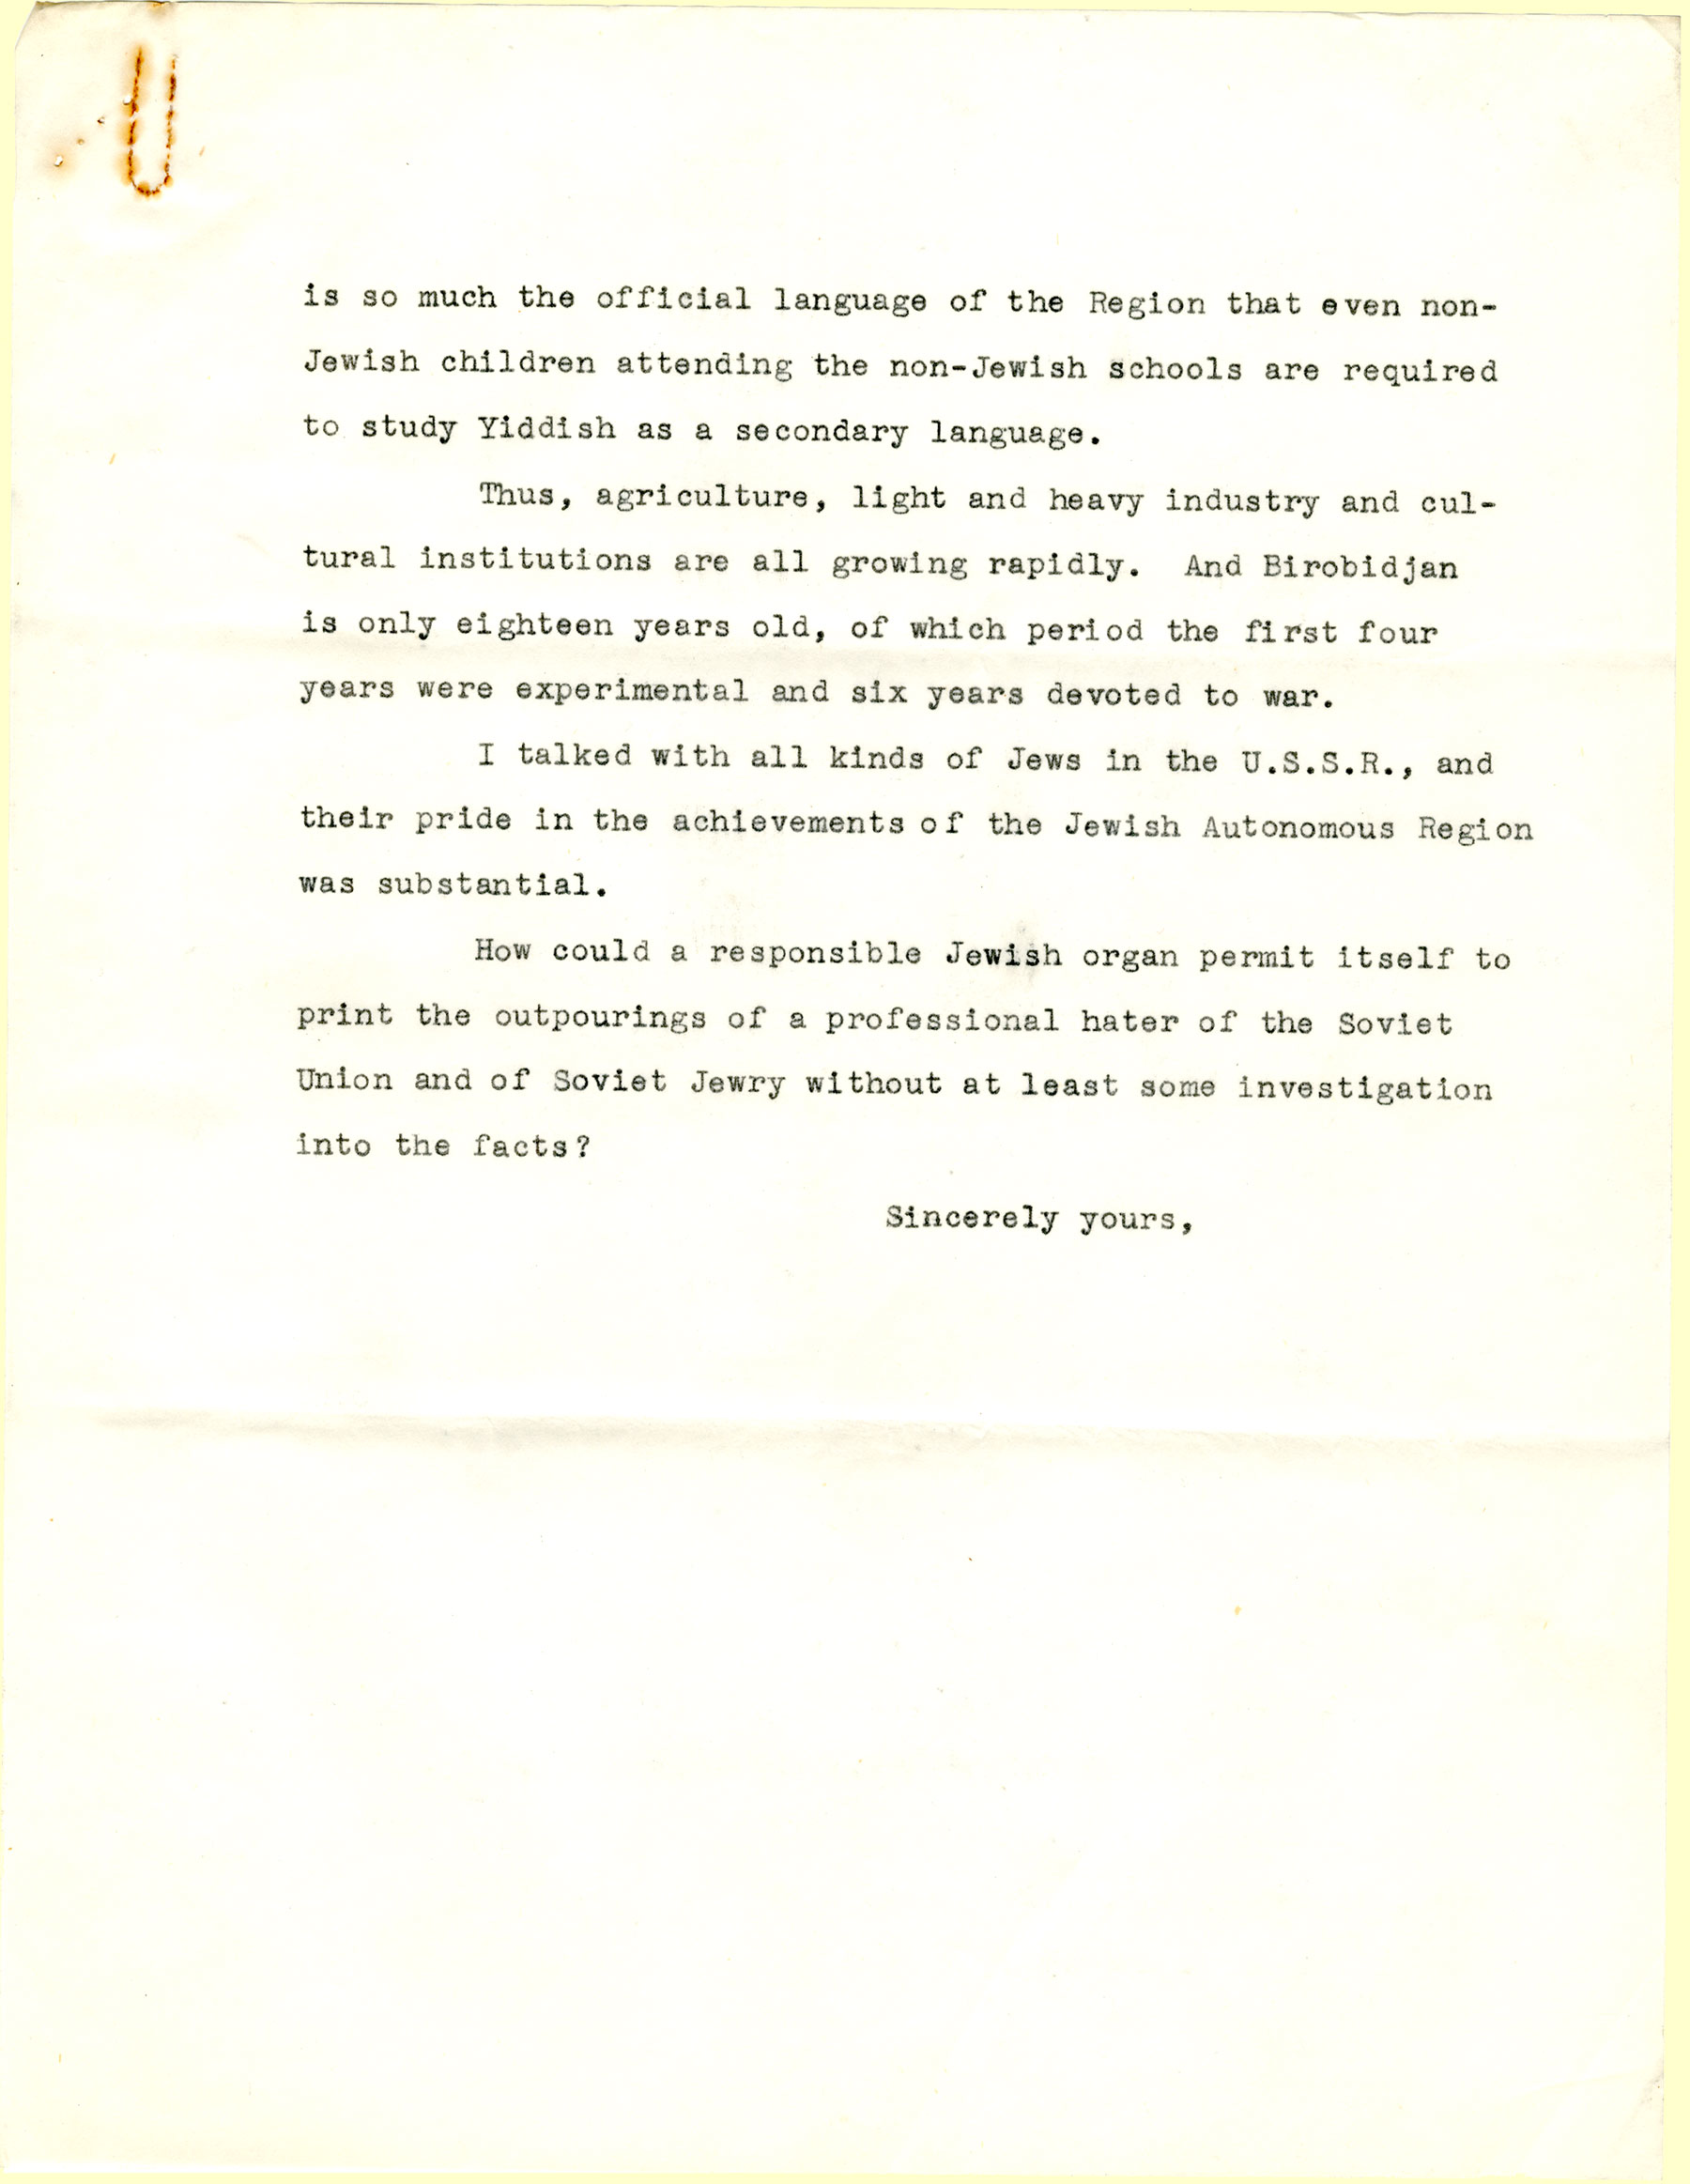 is so much the official language of the Region that even non-
Jewish children attending the non-Jewish schools are required
to study Yiddish as a secondary language.
Thus, agriculture, light and heavy industry and cul-
tural institutions are all growing rapidly. And Birobidjan
is only eighteen years old, of which period the first four
years were experimental and six years devoted to war.
I talked with all kinds of Jews in the U.S.S.R., and
their pride in the achievements of the Jewish Autonomous Region
was substantial.
How could a responsible Jewish organ permit itself to
print the outpourings of a professional hater of the Soviet
Union and of Soviet Jewry without at least some investigation
into the facts?
Sincerely yours,